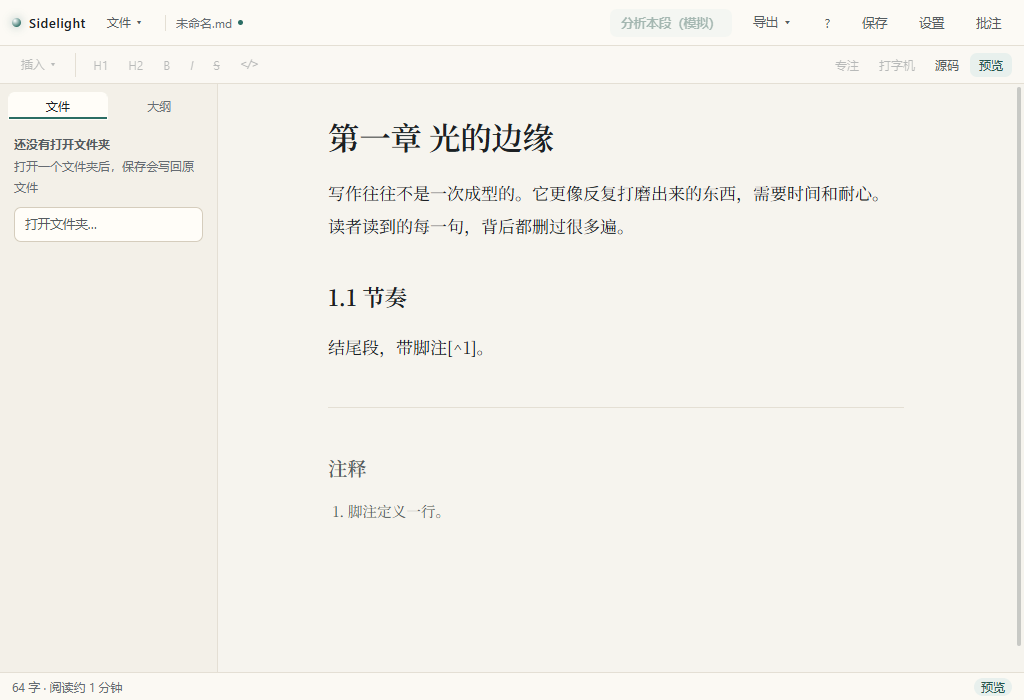 Sidelight 文件 未命名.md 分析本段（模拟） 导出 ? 保存 设置 批注
插入 H1 H2 B I S </> 专注 打字机 源码 预览
文件 大纲
还没有打开文件夹
打开一个文件夹后，保存会写回原
文件
打开文件夹...
第一章 光的边缘
写作往往不是一次成型的。它更像反复打磨出来的东西，需要时间和耐心。
读者读到的每一句，背后都删过很多遍。
1.1 节奏
结尾段，带脚注[^1]。
注释
1. 脚注定义一行。
64 字 · 阅读约 1 分钟 预览